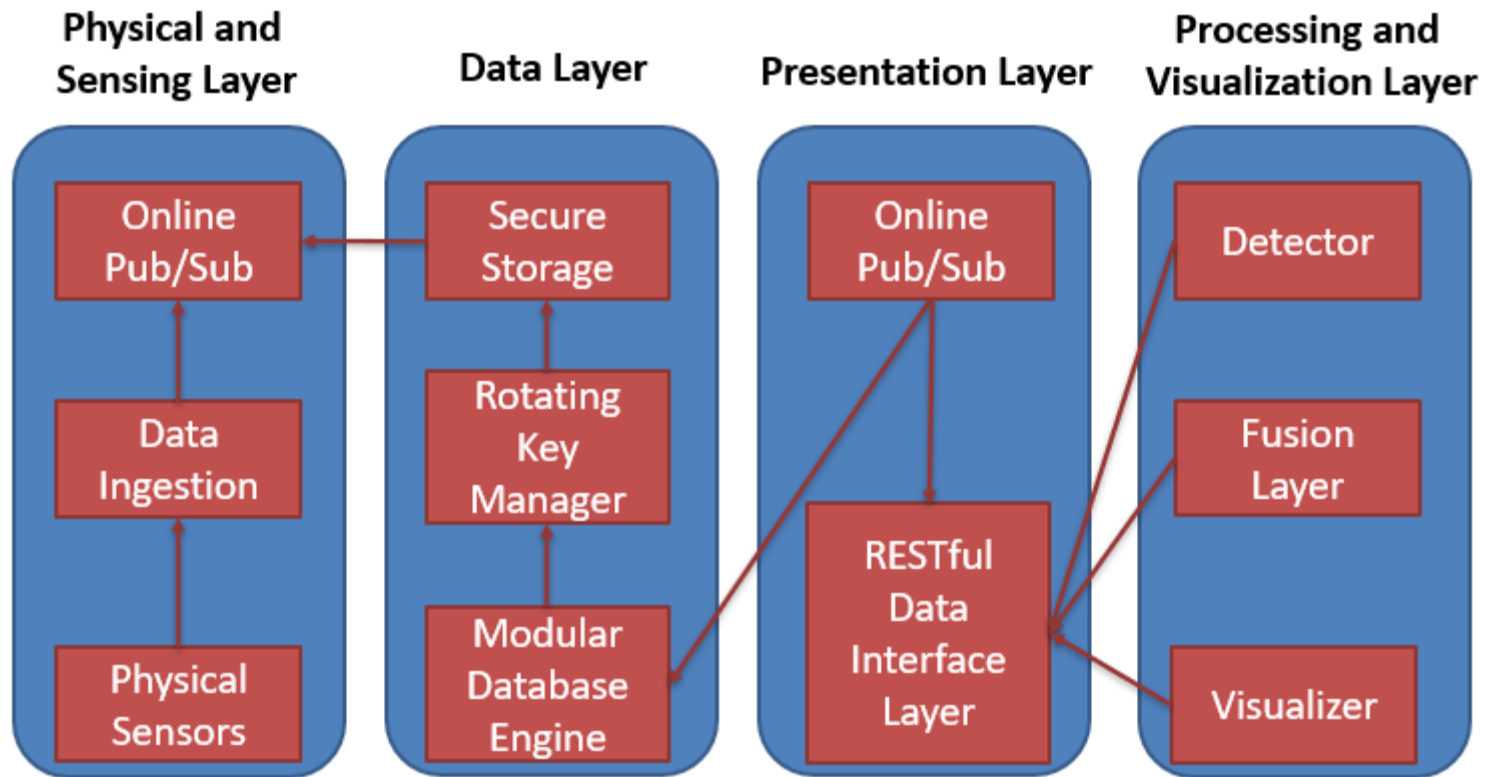 Physical and
Sensing Layer
Online
Pub/Sub
Data
Ingestion
Physical
Sensors
Data Layer
Secure
Storage
Rotating
Key
Manager
Modular
Database
Engine
Presentation Layer
Online
Pub/Sub
RESTful
Data
Interface
Layer
Processing and
Visualization Layer
Detector
Fusion
Layer
Visualizer